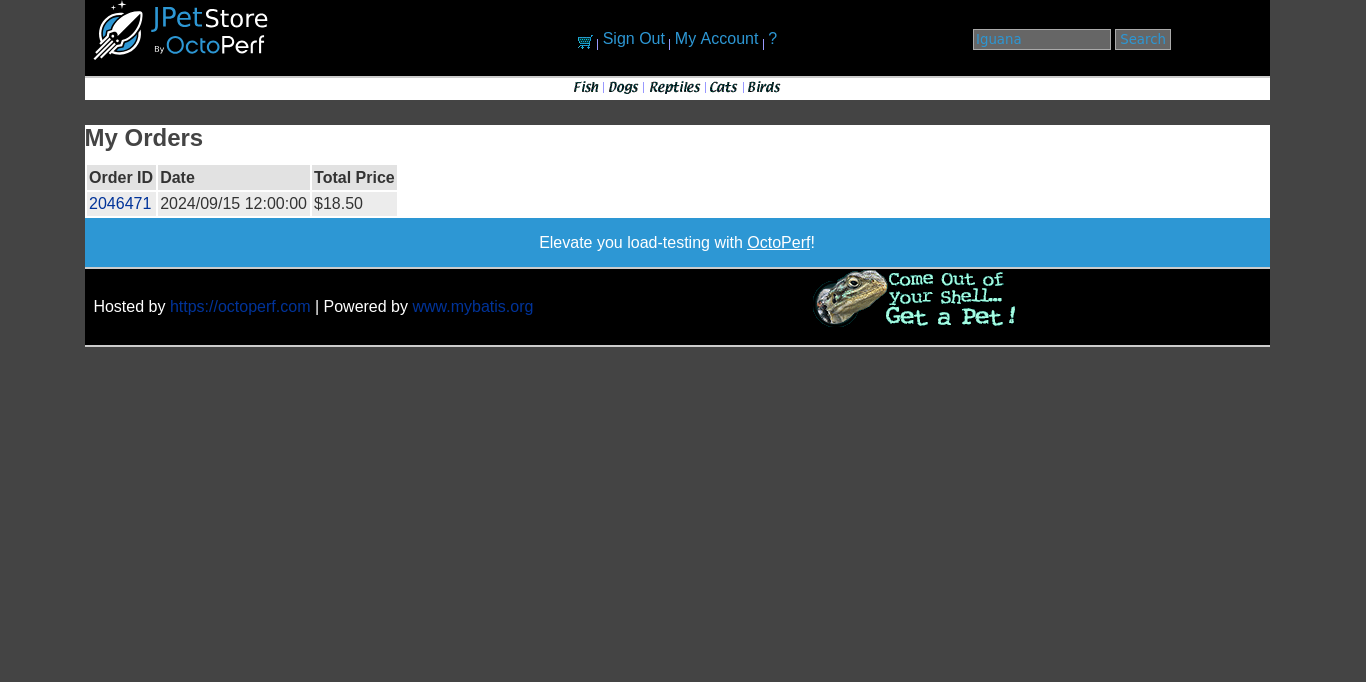 JPetStore
By OctoPerf
Sign Out | My Account | ?
Iguana
Search
Fish | Dogs | Reptiles | Cats | Birds
My Orders
Order ID Date Total Price
2046471 2024/09/15 12:00:00 $18.50
Elevate you load-testing with OctoPerf!
Come Out of
your Shell...
Get a Pet!
Hosted by https://octoperf.com | Powered by www.mybatis.org